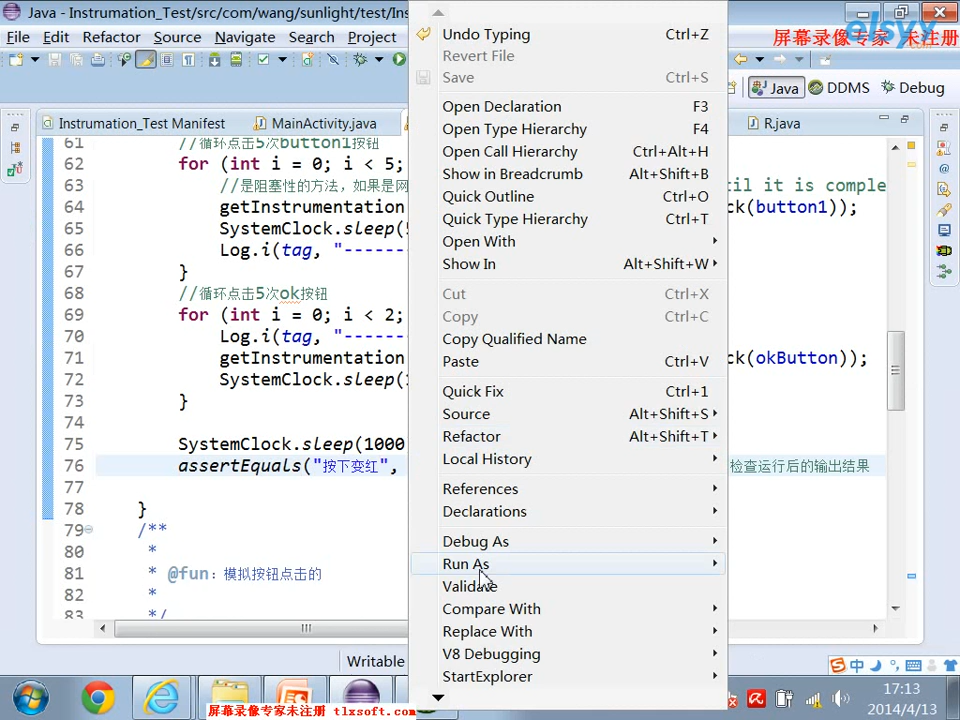 Java - Instrumation_Test/src/com/wang/sunlight/test/Ins
elsyx
屏幕录像专家 未注册
File Edit Refactor Source Navigate Search Project
Java DDMS Debug
Instrumation_Test Manifest MainActivity.java R.java
61 //循环点击5次button1按钮
62 for (int i = 0; i < 5;
63 //是阻塞性的方法，如果是网 til it is comple
64 getInstrumentation ck(button1));
65 SystemClock.sleep(
66 Log.i(tag, "------
67 }
68 //循环点击5次ok按钮
69 for (int i = 0; i < 2;
70 Log.i(tag, "------
71 getInstrumentation ck(okButton));
72 SystemClock.sleep(
73 }
74
75 SystemClock.sleep(1000
76 assertEquals("按下变红", 检查运行后的输出结果
77
78 }
79 /**
80 *
81 * @fun：模拟按钮点击的
82 *
83 */
Undo Typing Ctrl+Z
Revert File
Save Ctrl+S
Open Declaration F3
Open Type Hierarchy F4
Open Call Hierarchy Ctrl+Alt+H
Show in Breadcrumb Alt+Shift+B
Quick Outline Ctrl+O
Quick Type Hierarchy Ctrl+T
Open With
Show In Alt+Shift+W
Cut Ctrl+X
Copy Ctrl+C
Copy Qualified Name
Paste Ctrl+V
Quick Fix Ctrl+1
Source Alt+Shift+S
Refactor Alt+Shift+T
Local History
References
Declarations
Debug As
Run As
Validate
Compare With
Replace With
V8 Debugging
StartExplorer
Writable
中
17:13
2014/4/13
屏幕录像专家未注册 tlxsoft.com